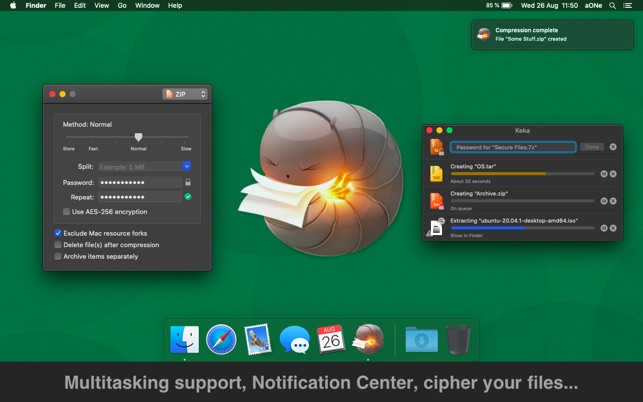 Finder File Edit View Go Window Help
85 % Wed 26 Aug 11:50 aONe
Compression complete
File "Some Stuff.zip" created
ZIP
Method: Normal
Store Fast Normal Slow
Split: Example: 5 MB
Password: •••••••••••
Repeat: •••••••••••
Use AES-256 encryption
Exclude Mac resource forks
Delete file(s) after compression
Archive items separately
Keka
Password for "Secure Files.7z"
Done
Creating "OS.tar"
About 30 seconds
Creating "Archive.zip"
On queue
Extracting "ubuntu-20.04.1-desktop-amd64.iso"
Show in Finder
AUG
26
Multitasking support, Notification Center, cipher your files...